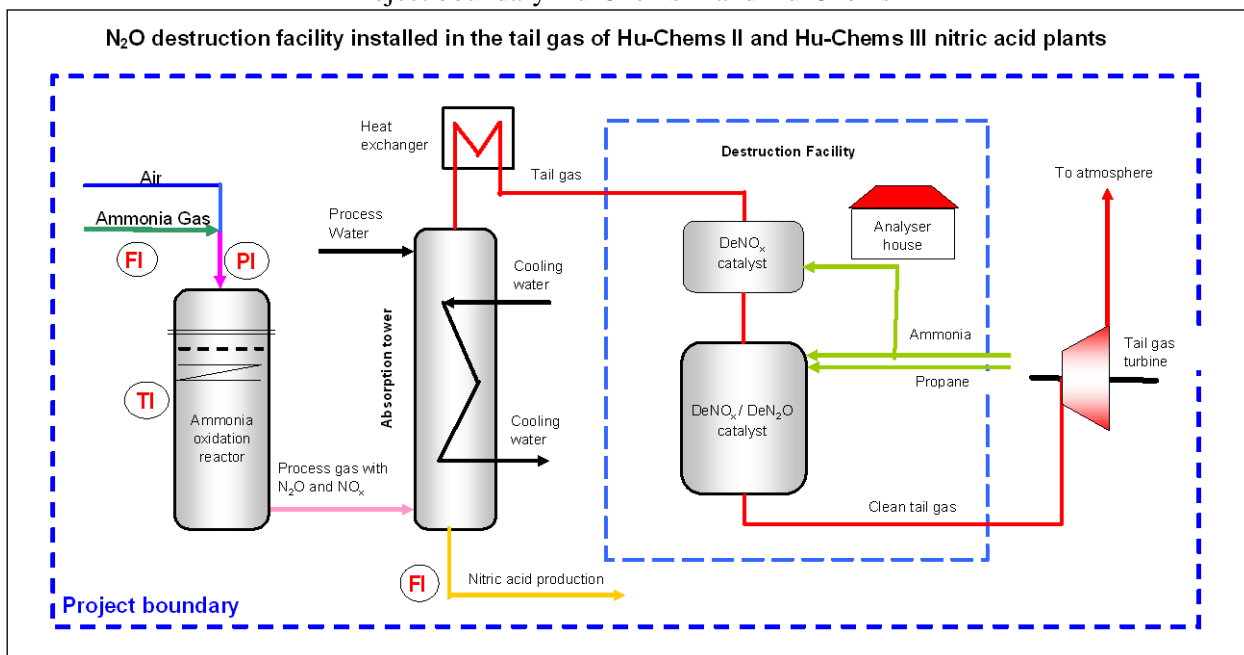 N₂O destruction facility installed in the tail gas of Hu-Chems II and Hu-Chems III nitric acid plants
Heat
exchanger
Destruction Facility
Air
Tail gas
To atmosphere
Ammonia Gas
Process
Water
Analyser
house
DeNOₓ
catalyst
FI
PI
Cooling
water
Absorption tower
Ammonia
Tail gas
turbine
Propane
TI
DeNOₓ / DeN₂O
catalyst
Ammonia
oxidation
reactor
Cooling
water
Process gas with
N₂O and NOₓ
Clean tail gas
FI
Nitric acid production
Project boundary